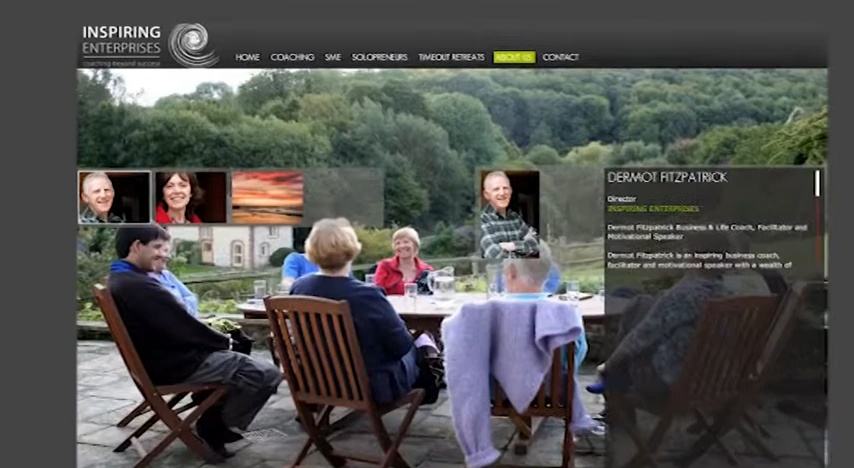 INSPIRING
ENTERPRISES
coaching beyond success
HOME COACHING SME SOLOPRENEURS TIMEOUT RETREATS ABOUT US CONTACT
DERMOT FITZPATRICK
Director
INSPIRING ENTERPRISES
Dermot Fitzpatrick Business & Life Coach, Facilitator and
Motivational Speaker
Dermot Fitzpatrick is an inspiring business coach,
facilitator and motivational speaker with a wealth of